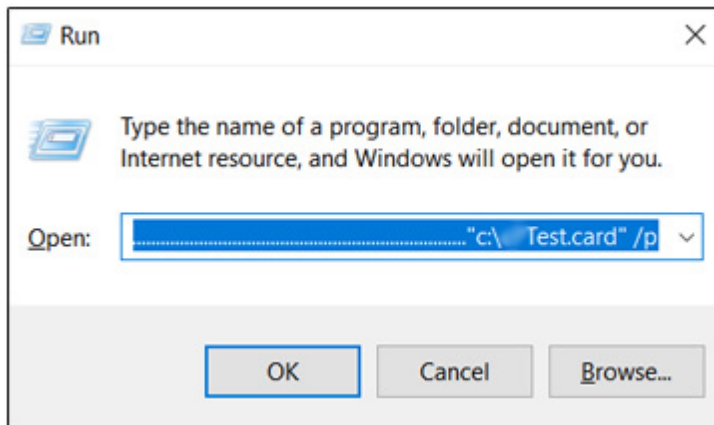 Run
Type the name of a program, folder, document, or
Internet resource, and Windows will open it for you.
Open: ..............................................................................."c:\ Test.card" /p
OK Cancel Browse...